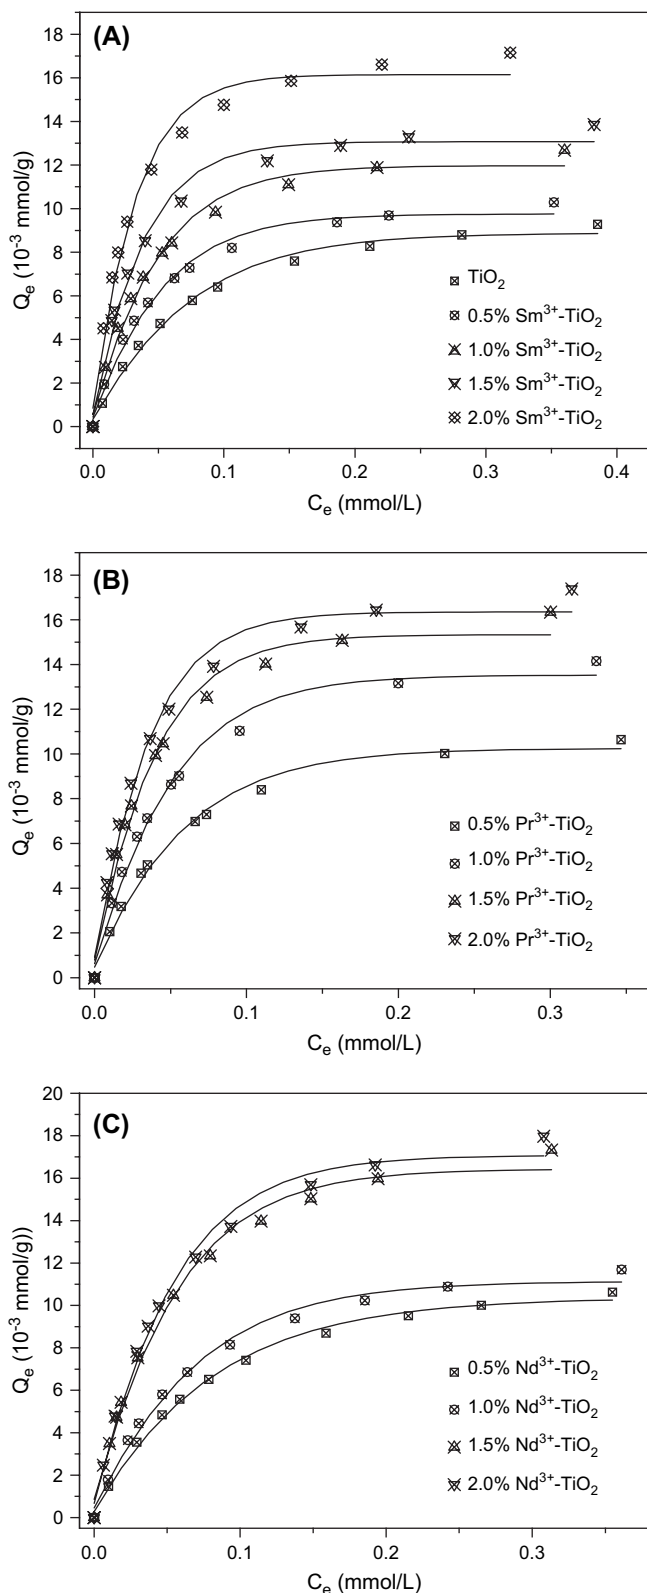 (A)
18
16
14
12
10
8
6
4
2
0
Qₑ (10⁻³ mmol/g)
TiO₂
0.5% Sm³⁺-TiO₂
1.0% Sm³⁺-TiO₂
1.5% Sm³⁺-TiO₂
2.0% Sm³⁺-TiO₂
0.0 0.1 0.2 0.3 0.4
Cₑ (mmol/L)
(B)
18
16
14
12
10
8
6
4
2
0
Qₑ (10⁻³ mmol/g)
0.5% Pr³⁺-TiO₂
1.0% Pr³⁺-TiO₂
1.5% Pr³⁺-TiO₂
2.0% Pr³⁺-TiO₂
0.0 0.1 0.2 0.3
Cₑ (mmol/L)
(C)
20
18
16
14
12
10
8
6
4
2
0
Qₑ (10⁻³ mmol/g))
0.5% Nd³⁺-TiO₂
1.0% Nd³⁺-TiO₂
1.5% Nd³⁺-TiO₂
2.0% Nd³⁺-TiO₂
0.0 0.1 0.2 0.3
Cₑ (mmol/L)